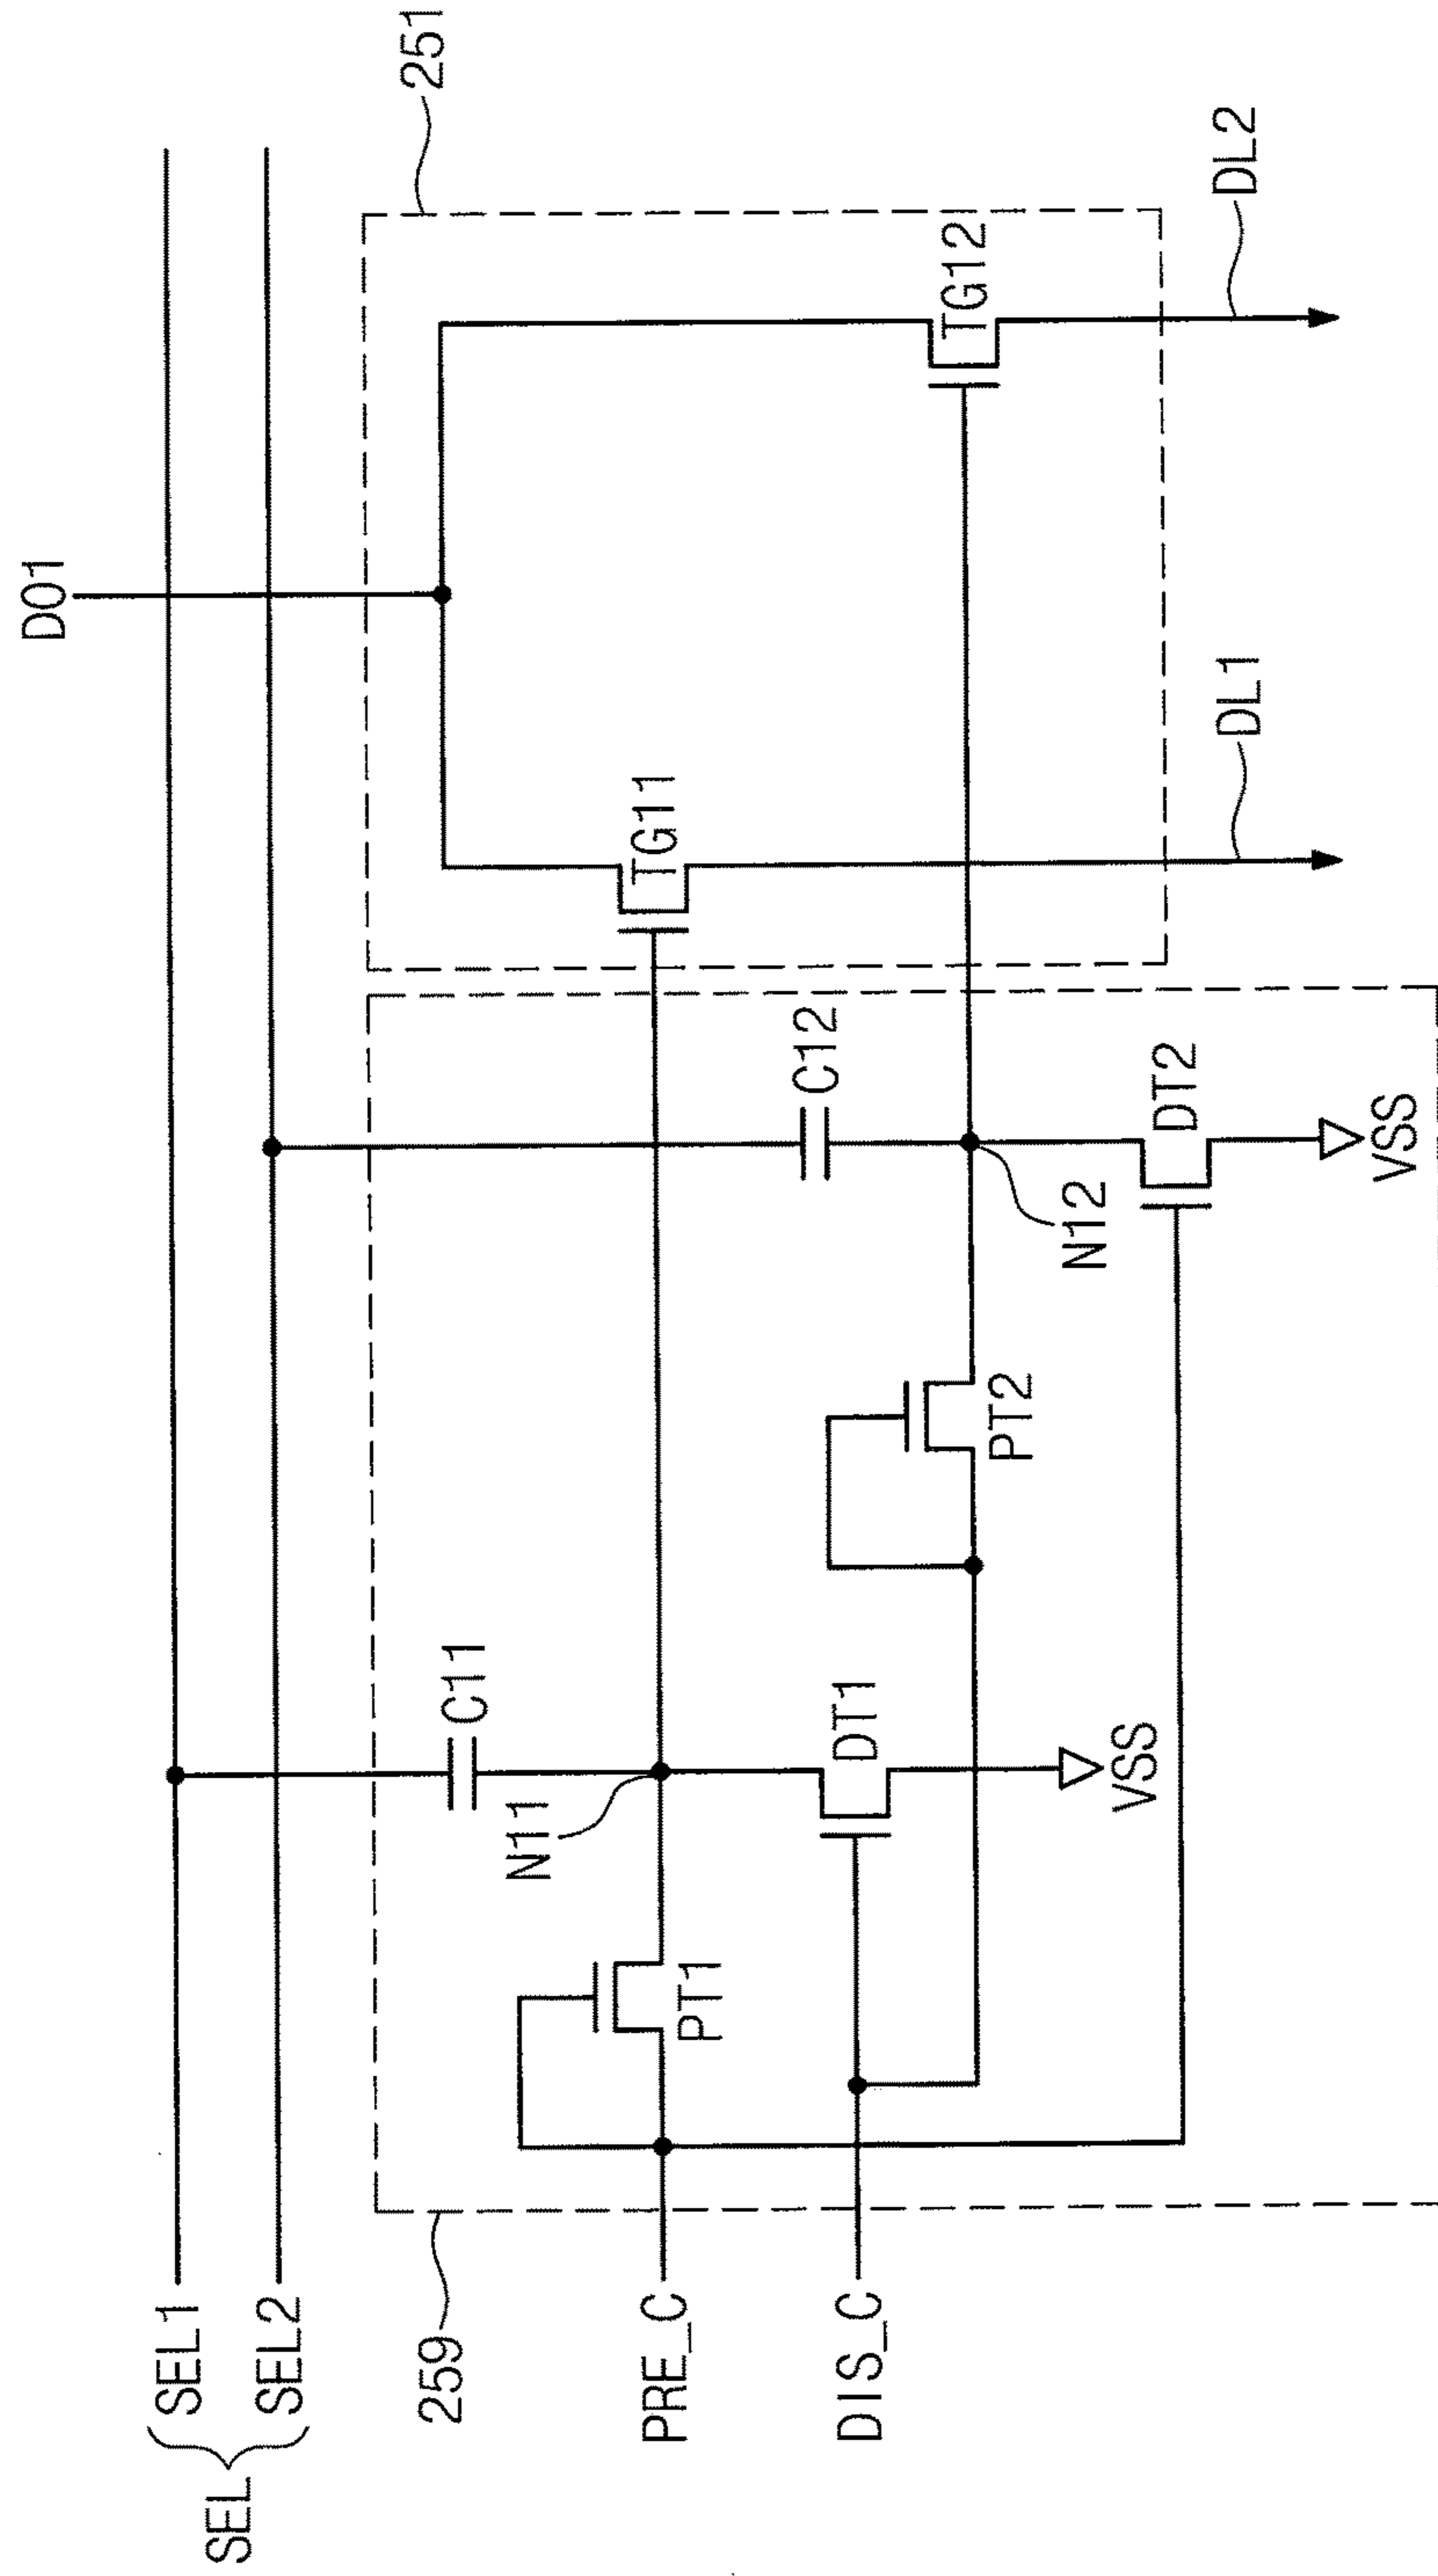 DO1
SEL1
SEL2
SEL
259
251
C11
N11
TG11
PRE_C
PT1
C12
TG12
DIS_C
DT1
PT2
N12
VSS
DT2
DL1
DL2
VSS